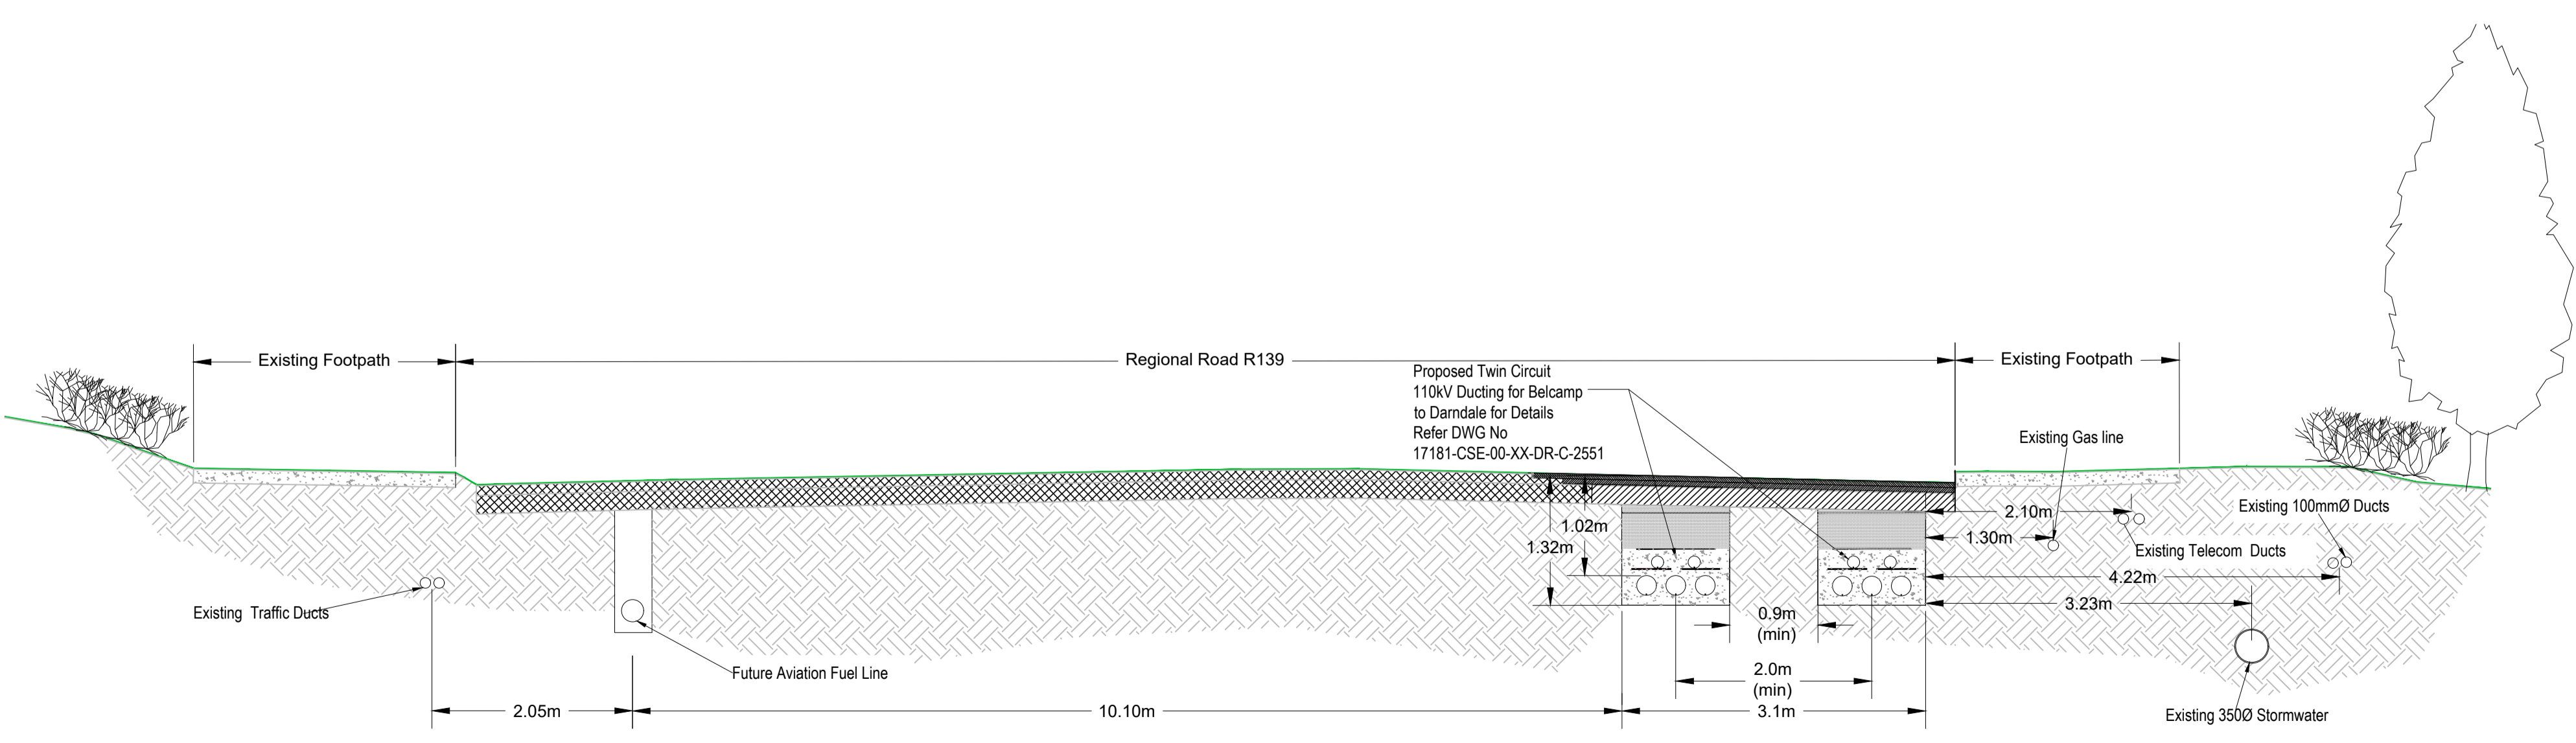 Existing Footpath
Regional Road R139
Existing Footpath
Proposed Twin Circuit
110kV Ducting for Belcamp
to Darndale for Details
Refer DWG No
17181-CSE-00-XX-DR-C-2551
Existing Gas line
2.10m
Existing 100mmØ Ducts
1.02m
1.30m
1.32m
Existing Telecom Ducts
4.22m
3.23m
Existing Traffic Ducts
0.9m
(min)
Future Aviation Fuel Line
2.0m
(min)
2.05m
10.10m
3.1m
Existing 350Ø Stormwater